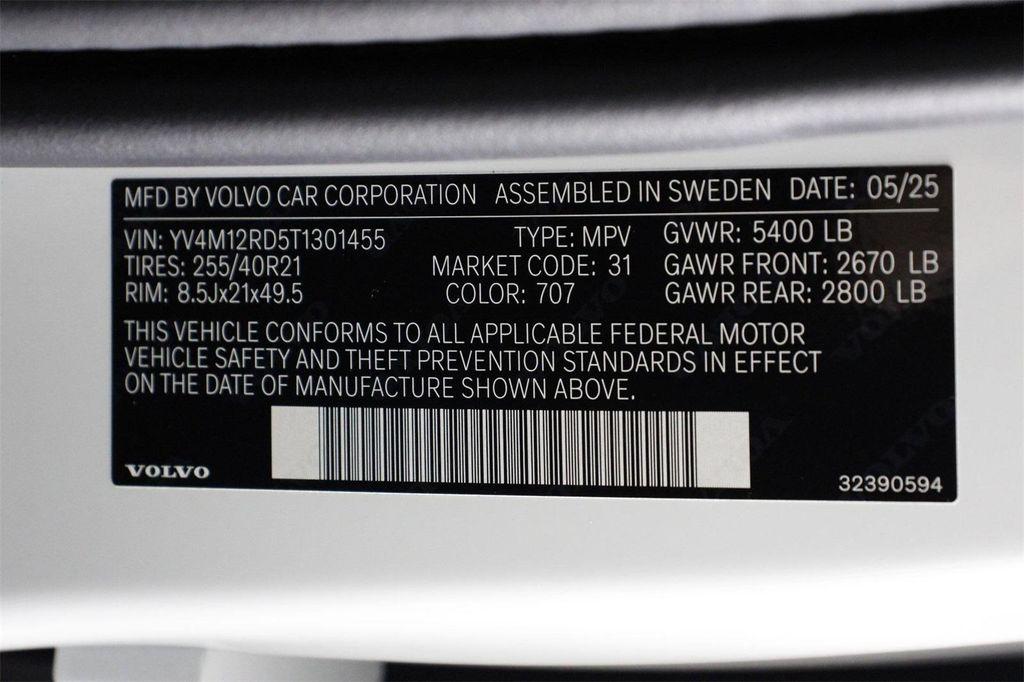 MFD BY VOLVO CAR CORPORATION ASSEMBLED IN SWEDEN DATE: 05/25
VIN: YV4M12RD5T1301455 TYPE: MPV GVWR: 5400 LB
TIRES: 255/40R21 MARKET CODE: 31 GAWR FRONT: 2670 LB
RIM: 8.5Jx21x49.5 COLOR: 707 GAWR REAR: 2800 LB
THIS VEHICLE CONFORMS TO ALL APPLICABLE FEDERAL MOTOR
VEHICLE SAFETY AND THEFT PREVENTION STANDARDS IN EFFECT
ON THE DATE OF MANUFACTURE SHOWN ABOVE.
VOLVO 32390594